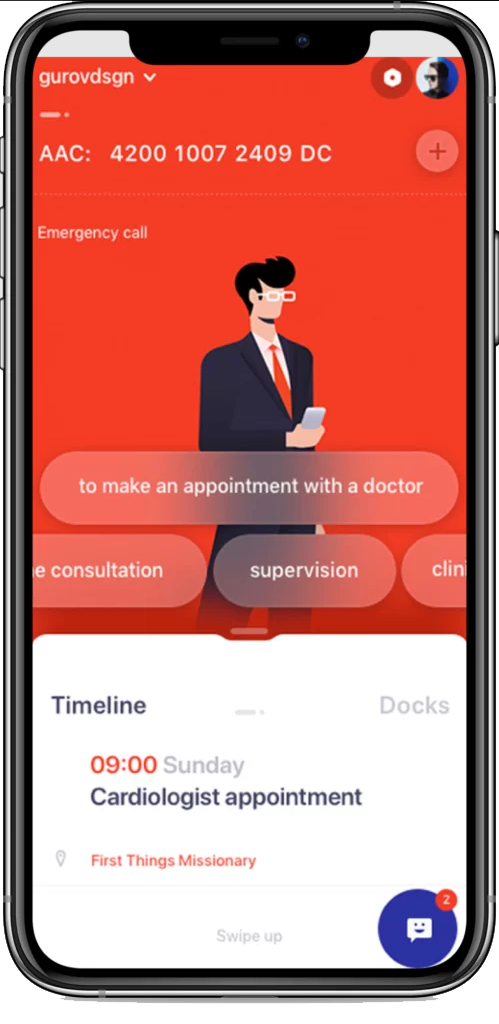 gurovdsgn
AAC: 4200 1007 2409 DC
Emergency call
to make an appointment with a doctor
e consultation
supervision
clini
Timeline
Docks
09:00 Sunday
Cardiologist appointment
First Things Missionary
2
Swipe up